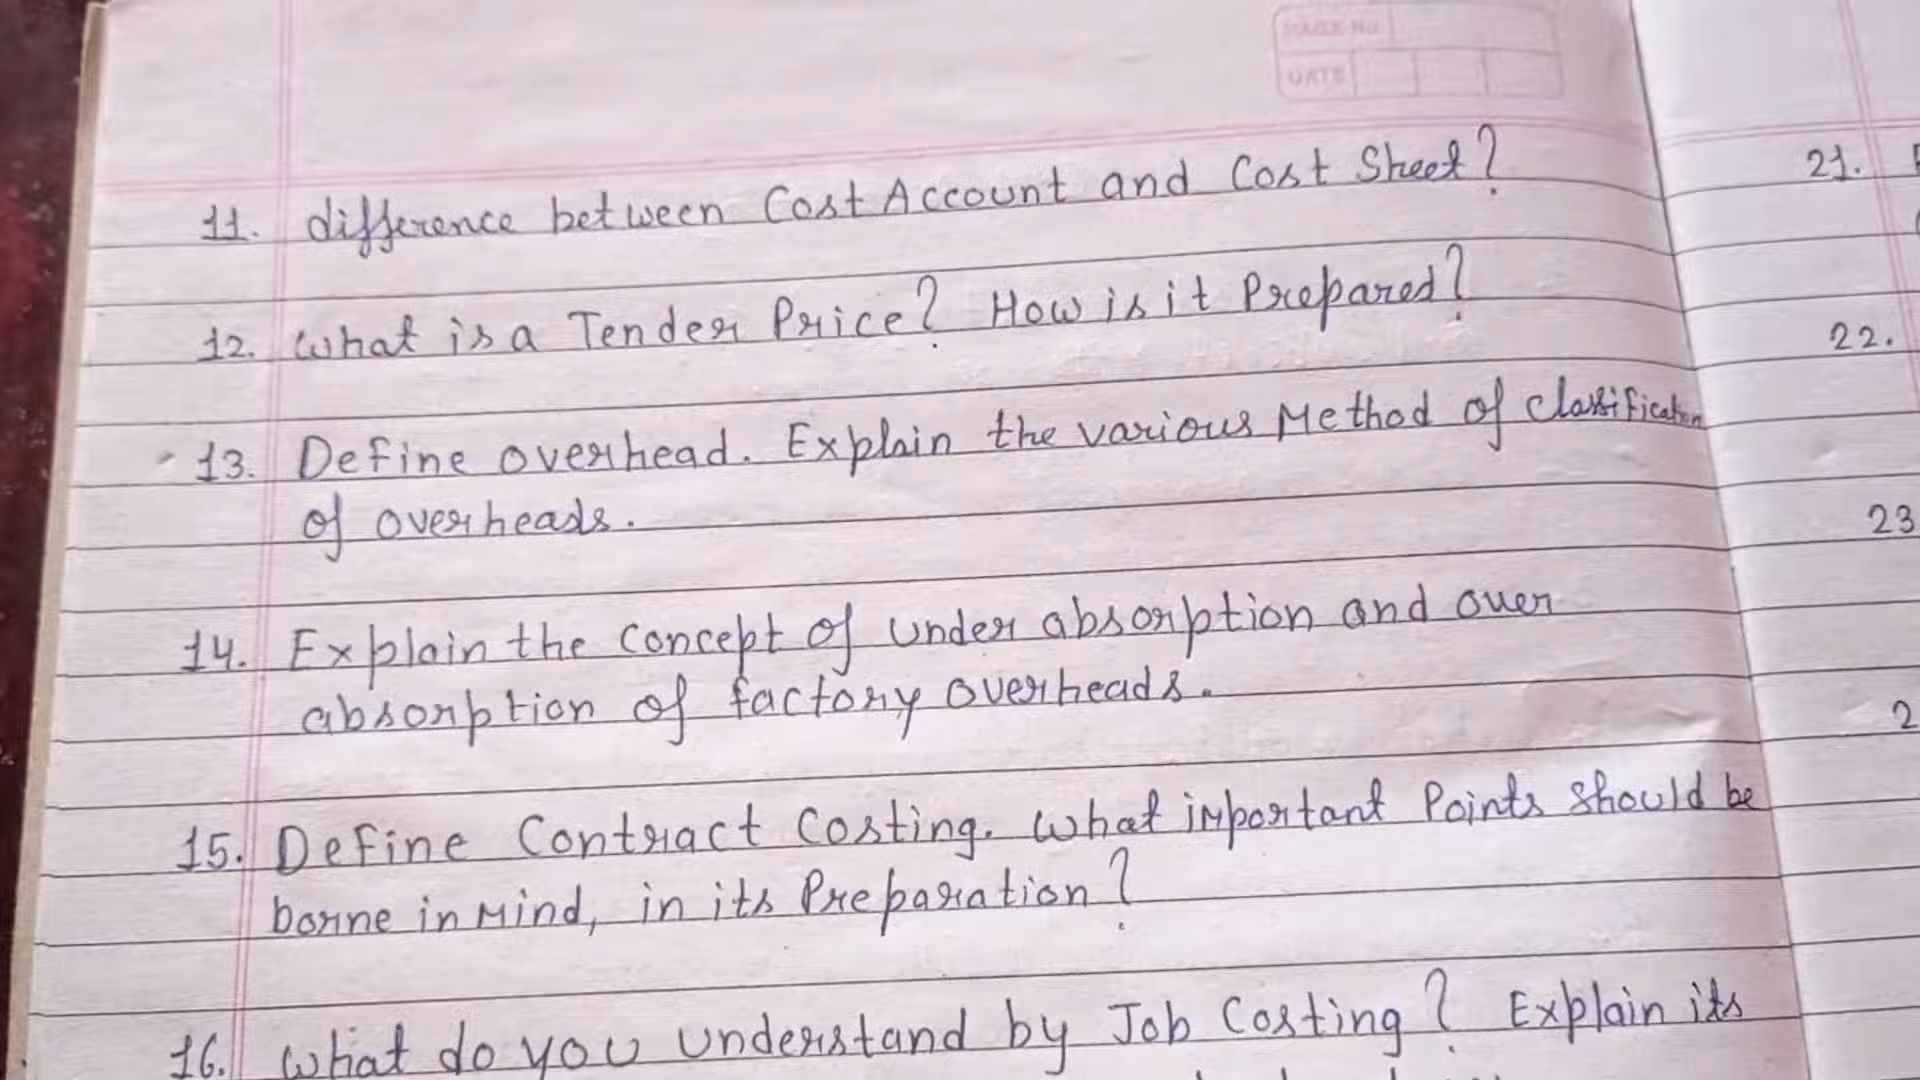 PAGE No.
DATE
11. difference between Cost Account and Cost Sheet?
12. What is a Tender Price? How is it Prepared?
13. Define overhead. Explain the various Method of classification
of overheads.
14. Explain the Concept of under absorption and over
absorption of factory overheads.
15. Define Contract Costing. What important Points should be
borne in Mind, in its Preparation?
16. What do you understand by Job Costing? Explain its
21.
22.
23
2